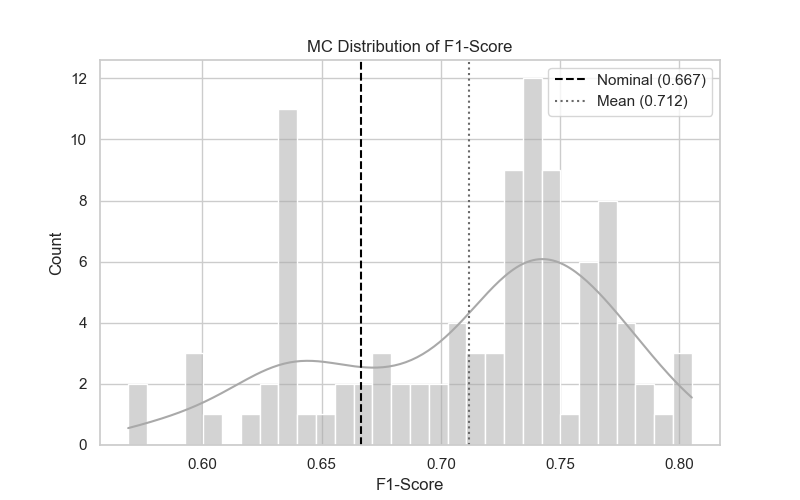 MC Distribution of F1-Score
Nominal (0.667)
Mean (0.712)
Count
12
10
8
6
4
2
0
0.60 0.65 0.70 0.75 0.80
F1-Score